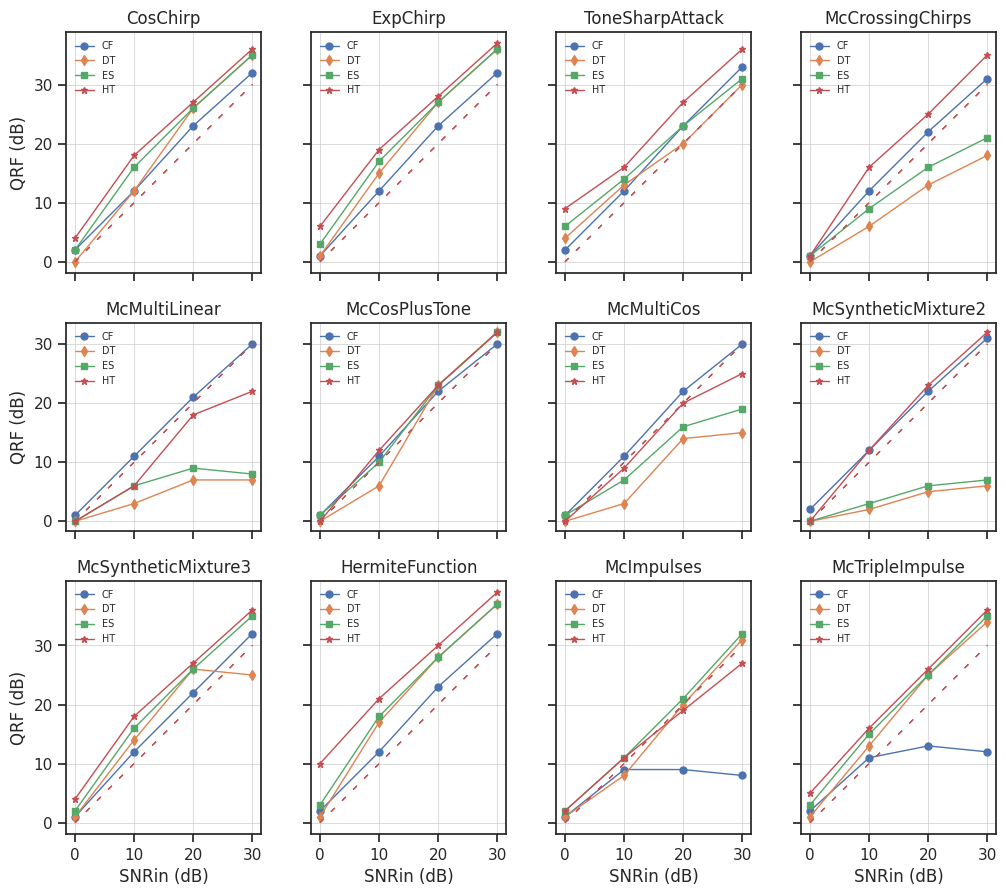 CosChirp ExpChirp ToneSharpAttack McCrossingChirps
CF CF CF CF
DT DT DT DT
ES ES ES ES
HT HT HT HT
30
20
10
0
QRF (dB)
McMultiLinear McCosPlusTone McMultiCos McSyntheticMixture2
CF CF CF CF
DT DT DT DT
ES ES ES ES
HT HT HT HT
30
20
10
0
QRF (dB)
McSyntheticMixture3 HermiteFunction McImpulses McTripleImpulse
CF CF CF CF
DT DT DT DT
ES ES ES ES
HT HT HT HT
30
20
10
0
QRF (dB)
0 10 20 30 0 10 20 30 0 10 20 30 0 10 20 30
SNRin (dB) SNRin (dB) SNRin (dB) SNRin (dB)